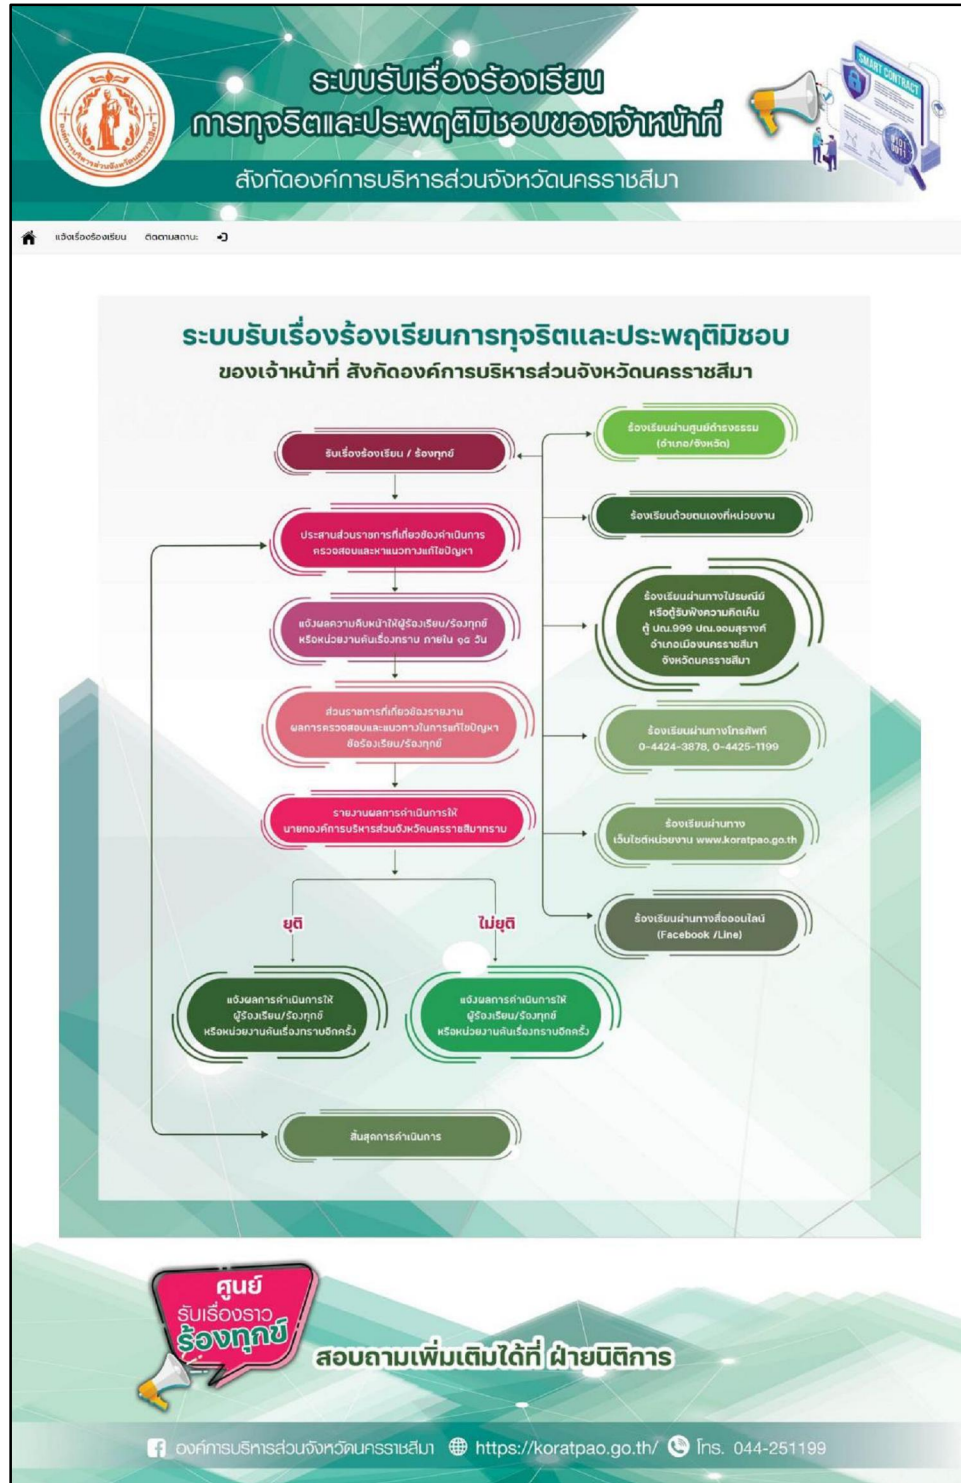 ระบบรับเรื่องร้องเรียน
การทุจริตและประพฤติมิชอบของเจ้าหน้าที่
สังกัดองค์การบริหารส่วนจังหวัดนครราชสีมา
องค์การบริหารส่วนจังหวัดนครราชสีมา
SMART CONTRACT
แจ้งเรื่องร้องเรียน ติดตามสถานะ
ระบบรับเรื่องร้องเรียนการทุจริตและประพฤติมิชอบ
ของเจ้าหน้าที่ สังกัดองค์การบริหารส่วนจังหวัดนครราชสีมา
รับเรื่องร้องเรียน / ร้องทุกข์
ประสานส่วนราชการที่เกี่ยวข้องดำเนินการ
ตรวจสอบและหาแนวทางแก้ไขปัญหา
แจ้งผลความคืบหน้าให้ผู้ร้องเรียน/ร้องทุกข์
หรือหน่วยงานต้นเรื่องทราบ ภายใน ๑๕ วัน
ส่วนราชการที่เกี่ยวข้องรายงาน
ผลการตรวจสอบและแนวทางในการแก้ไขปัญหา
ข้อร้องเรียน/ร้องทุกข์
รายงานผลการดำเนินการให้
นายกองค์การบริหารส่วนจังหวัดนครราชสีมาทราบ
ยุติ
ไม่ยุติ
แจ้งผลการดำเนินการให้
ผู้ร้องเรียน/ร้องทุกข์
หรือหน่วยงานต้นเรื่องทราบอีกครั้ง
แจ้งผลการดำเนินการให้
ผู้ร้องเรียน/ร้องทุกข์
หรือหน่วยงานต้นเรื่องทราบอีกครั้ง
สิ้นสุดการดำเนินการ
ร้องเรียนผ่านศูนย์ดำรงธรรม
(อำเภอ/จังหวัด)
ร้องเรียนด้วยตนเองที่หน่วยงาน
ร้องเรียนผ่านทางไปรษณีย์
หรือตู้รับฟังความคิดเห็น
ตู้ ปณ.999 ปณ.จอมสุรางค์
อำเภอเมืองนครราชสีมา
จังหวัดนครราชสีมา
ร้องเรียนผ่านทางโทรศัพท์
0-4424-3878, 0-4425-1199
ร้องเรียนผ่านทาง
เว็บไซต์หน่วยงาน www.koratpao.go.th
ร้องเรียนผ่านทางสื่อออนไลน์
(Facebook /Line)
ศูนย์
รับเรื่องราว
ร้องทุกข์
สอบถามเพิ่มเติมได้ที่ ฝ่ายนิติการ
องค์การบริหารส่วนจังหวัดนครราชสีมา https://koratpao.go.th/ โทร. 044-251199